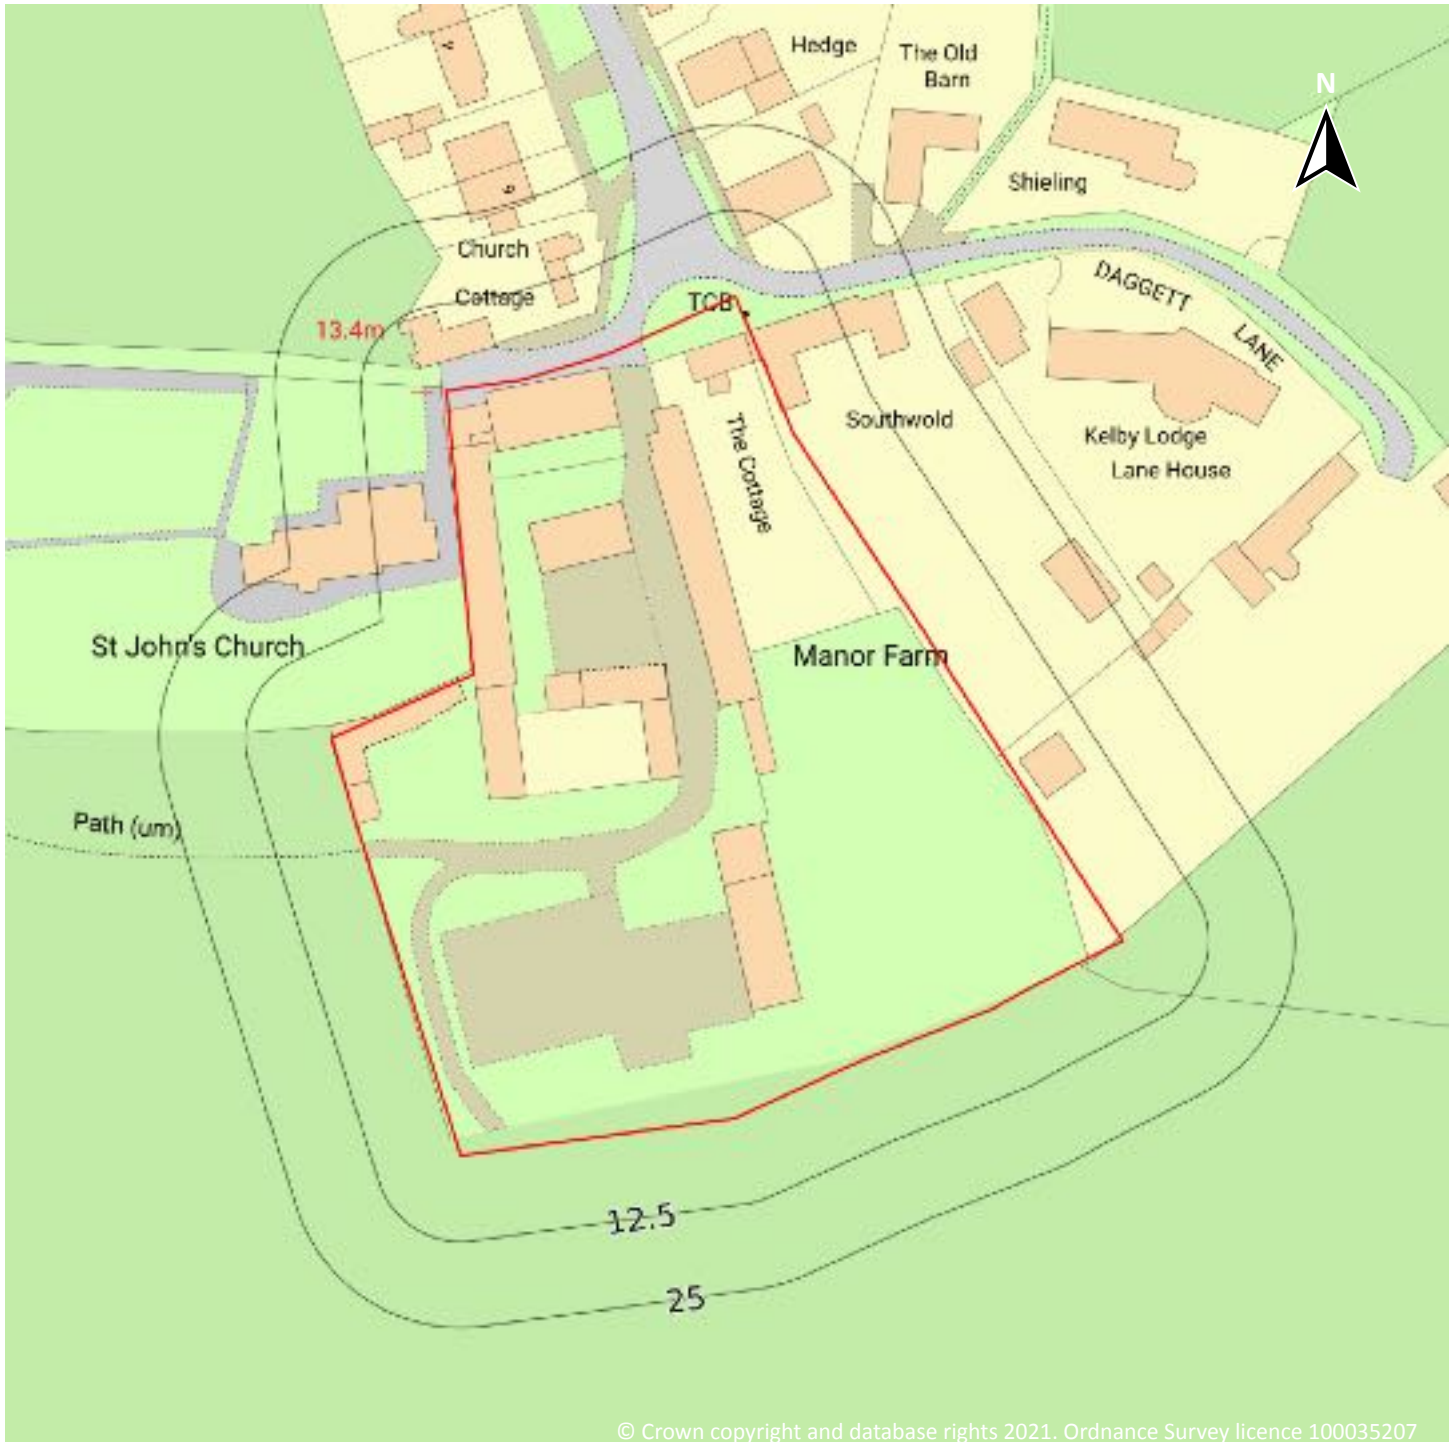 Hedge
The Old
Barn
N
Shieling
9
Church
Cottage
DAGGETT
LANE
TCB
13.4m
The Cottage
Southwold
Kelby Lodge
Lane House
St John's Church
Manor Farm
Path (um)
12.5
25
© Crown copyright and database rights 2021. Ordnance Survey licence 100035207